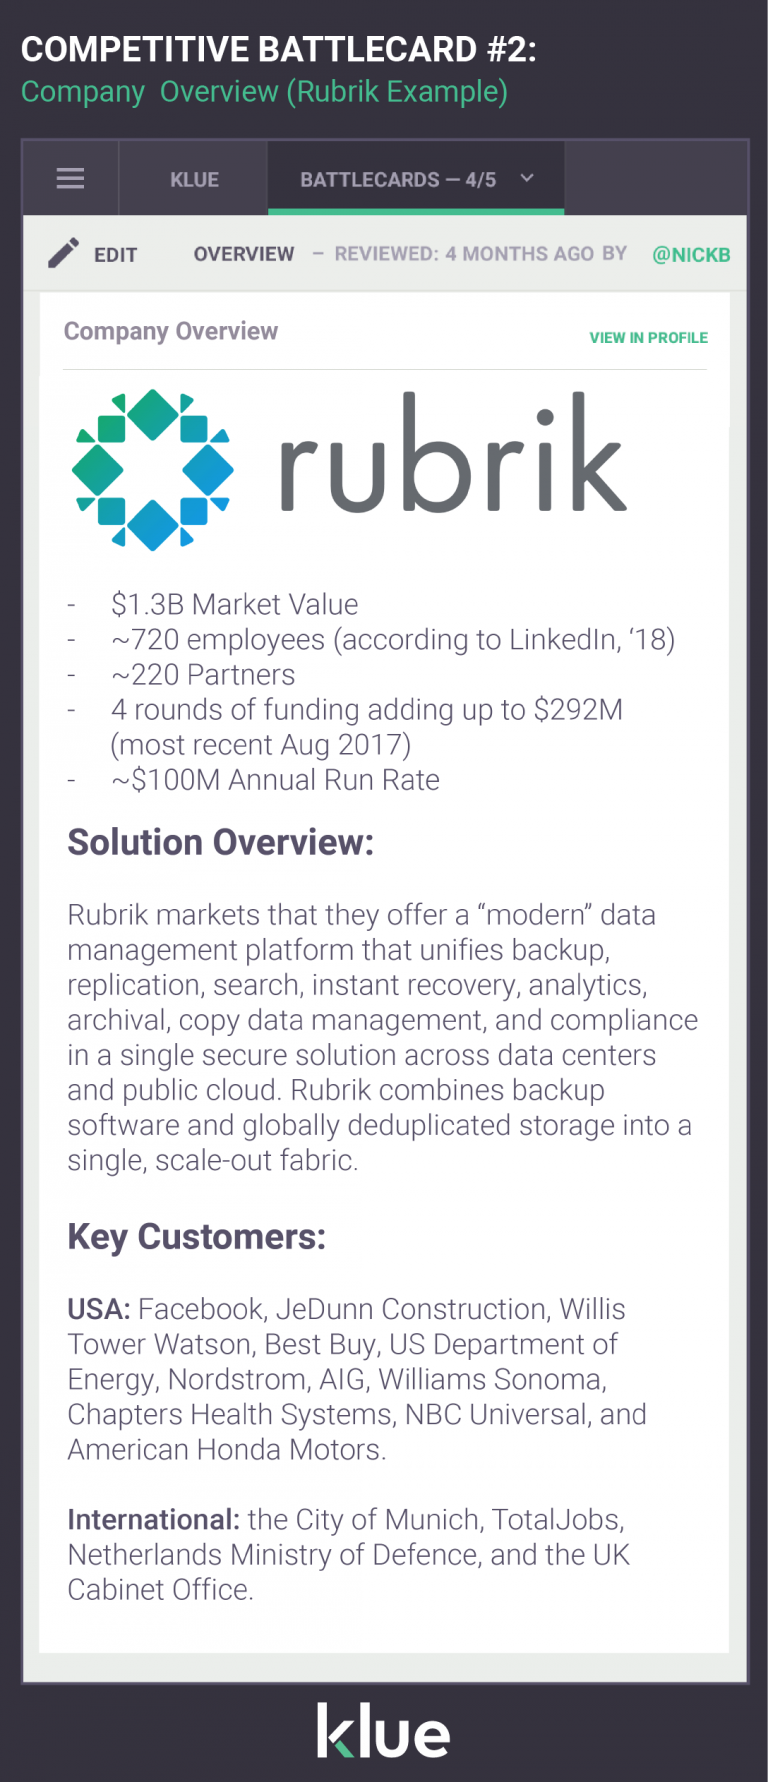 COMPETITIVE BATTLECARD #2:
Company Overview (Rubrik Example)
KLUE
BATTLECARDS – 4/5
EDIT
OVERVIEW – REVIEWED: 4 MONTHS AGO BY @NICKB
Company Overview
VIEW IN PROFILE
rubrik
- $1.3B Market Value
- ~720 employees (according to LinkedIn, ‘18)
- ~220 Partners
- 4 rounds of funding adding up to $292M
(most recent Aug 2017)
- ~$100M Annual Run Rate
Solution Overview:
Rubrik markets that they offer a “modern” data
management platform that unifies backup,
replication, search, instant recovery, analytics,
archival, copy data management, and compliance
in a single secure solution across data centers
and public cloud. Rubrik combines backup
software and globally deduplicated storage into a
single, scale-out fabric.
Key Customers:
USA: Facebook, JeDunn Construction, Willis
Tower Watson, Best Buy, US Department of
Energy, Nordstrom, AIG, Williams Sonoma,
Chapters Health Systems, NBC Universal, and
American Honda Motors.
International: the City of Munich, TotalJobs,
Netherlands Ministry of Defence, and the UK
Cabinet Office.
klue